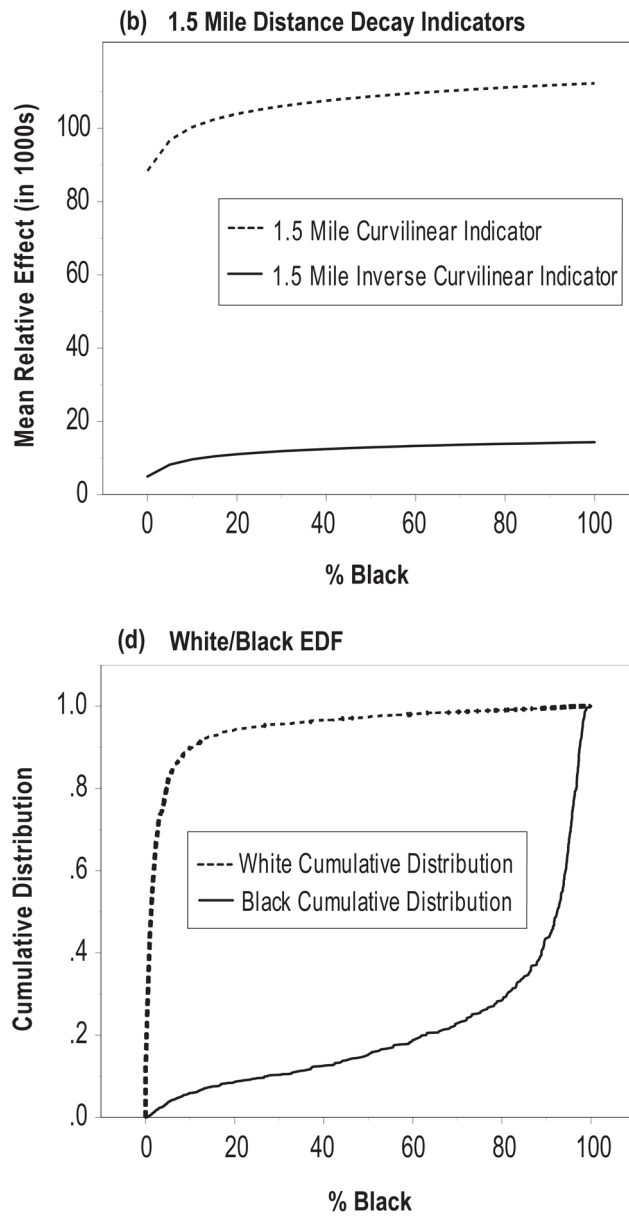 (b) 1.5 Mile Distance Decay Indicators
Mean Relative Effect (in 1000s)
100
80
60
40
20
0
1.5 Mile Curvilinear Indicator
1.5 Mile Inverse Curvilinear Indicator
0 20 40 60 80 100
% Black
(d) White/Black EDF
Cumulative Distribution
1.0
.8
.6
.4
.2
.0
White Cumulative Distribution
Black Cumulative Distribution
0 20 40 60 80 100
% Black